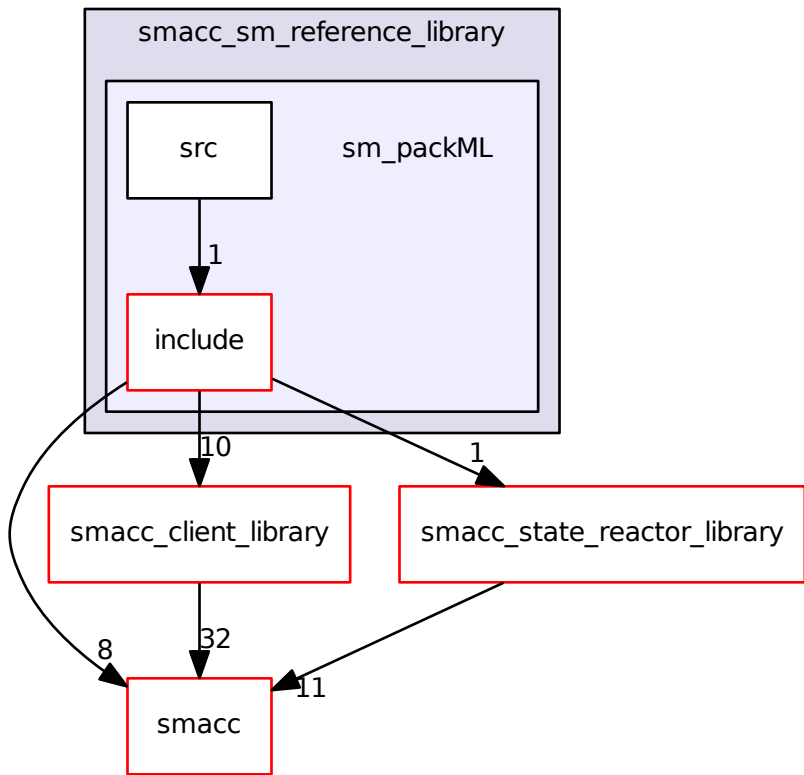 smacc_sm_reference_library
src
sm_packML
1
include
10
1
smacc_client_library
smacc_state_reactor_library
8
32
11
smacc